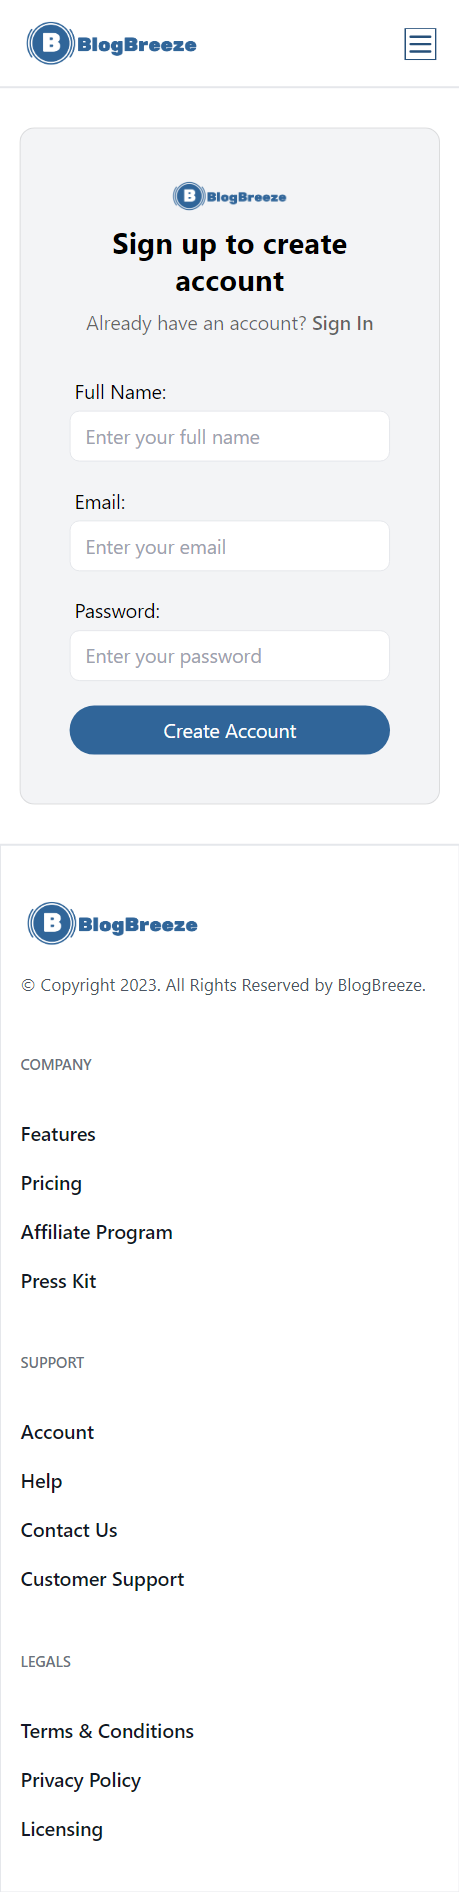 B BlogBreeze
B BlogBreeze
Sign up to create
account
Already have an account? Sign In
Full Name:
Enter your full name
Email:
Enter your email
Password:
Enter your password
Create Account
B BlogBreeze
© Copyright 2023. All Rights Reserved by BlogBreeze.
COMPANY
Features
Pricing
Affiliate Program
Press Kit
SUPPORT
Account
Help
Contact Us
Customer Support
LEGALS
Terms & Conditions
Privacy Policy
Licensing